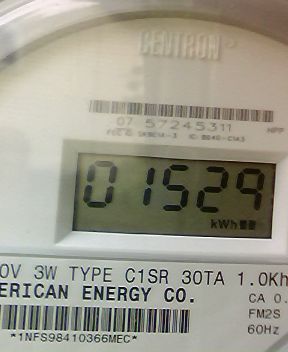 CENTRON
07 57245311 HPP
01529
kWh
0V 3W TYPE C1SR 30TA 1.0Kh
ERICAN ENERGY CO. CA 0.
FM2S
60Hz
*1NFS98410366MEC*